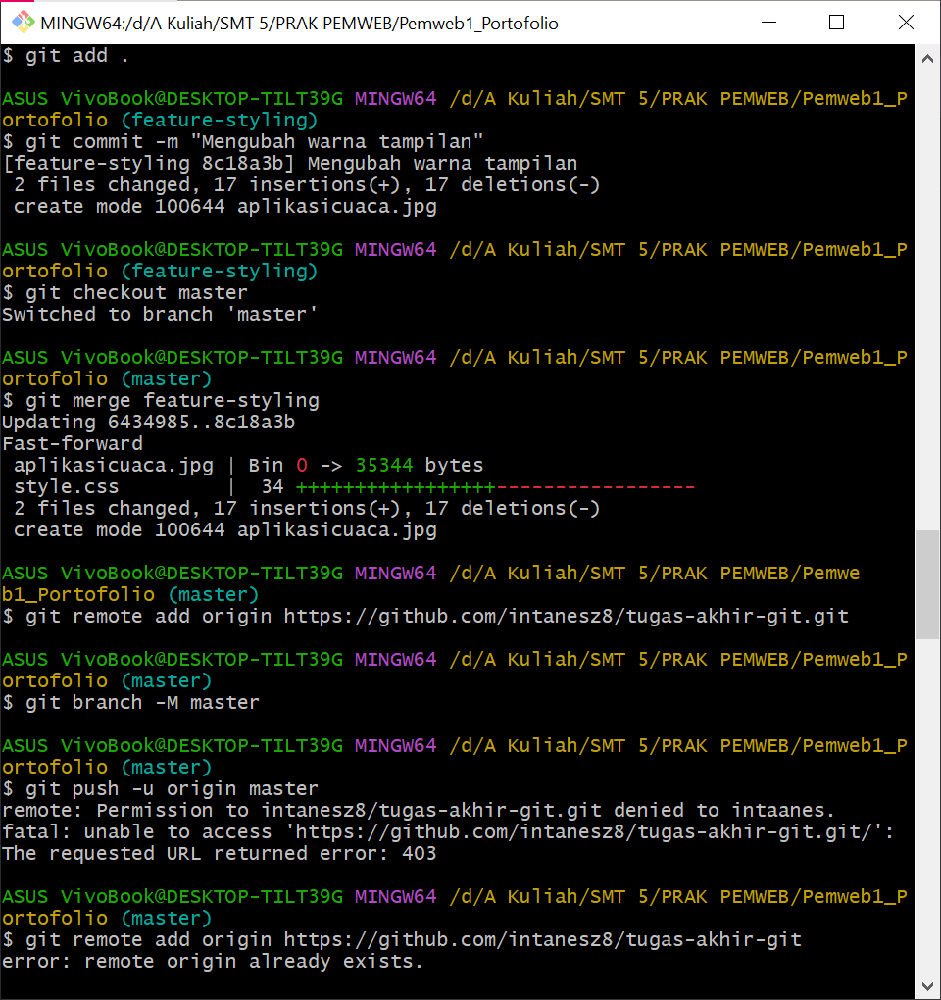 MINGW64:/d/A Kuliah/SMT 5/PRAK PEMWEB/Pemweb1_Portofolio
$ git add .
ASUS VivoBook@DESKTOP-TILT39G MINGW64 /d/A Kuliah/SMT 5/PRAK PEMWEB/Pemweb1_P
ortofolio (feature-styling)
$ git commit -m "Mengubah warna tampilan"
[feature-styling 8c18a3b] Mengubah warna tampilan
 2 files changed, 17 insertions(+), 17 deletions(-)
 create mode 100644 aplikasicuaca.jpg
ASUS VivoBook@DESKTOP-TILT39G MINGW64 /d/A Kuliah/SMT 5/PRAK PEMWEB/Pemweb1_P
ortofolio (feature-styling)
$ git checkout master
Switched to branch 'master'
ASUS VivoBook@DESKTOP-TILT39G MINGW64 /d/A Kuliah/SMT 5/PRAK PEMWEB/Pemweb1_P
ortofolio (master)
$ git merge feature-styling
Updating 6434985..8c18a3b
Fast-forward
 aplikasicuaca.jpg | Bin 0 -> 35344 bytes
 style.css         |  34 +++++++++++++++++-----------------
 2 files changed, 17 insertions(+), 17 deletions(-)
 create mode 100644 aplikasicuaca.jpg
ASUS VivoBook@DESKTOP-TILT39G MINGW64 /d/A Kuliah/SMT 5/PRAK PEMWEB/Pemwe
b1_Portofolio (master)
$ git remote add origin https://github.com/intanesz8/tugas-akhir-git.git
ASUS VivoBook@DESKTOP-TILT39G MINGW64 /d/A Kuliah/SMT 5/PRAK PEMWEB/Pemweb1_P
ortofolio (master)
$ git branch -M master
ASUS VivoBook@DESKTOP-TILT39G MINGW64 /d/A Kuliah/SMT 5/PRAK PEMWEB/Pemweb1_P
ortofolio (master)
$ git push -u origin master
remote: Permission to intanesz8/tugas-akhir-git.git denied to intaanes.
fatal: unable to access 'https://github.com/intanesz8/tugas-akhir-git.git/':
The requested URL returned error: 403
ASUS VivoBook@DESKTOP-TILT39G MINGW64 /d/A Kuliah/SMT 5/PRAK PEMWEB/Pemweb1_P
ortofolio (master)
$ git remote add origin https://github.com/intanesz8/tugas-akhir-git
error: remote origin already exists.